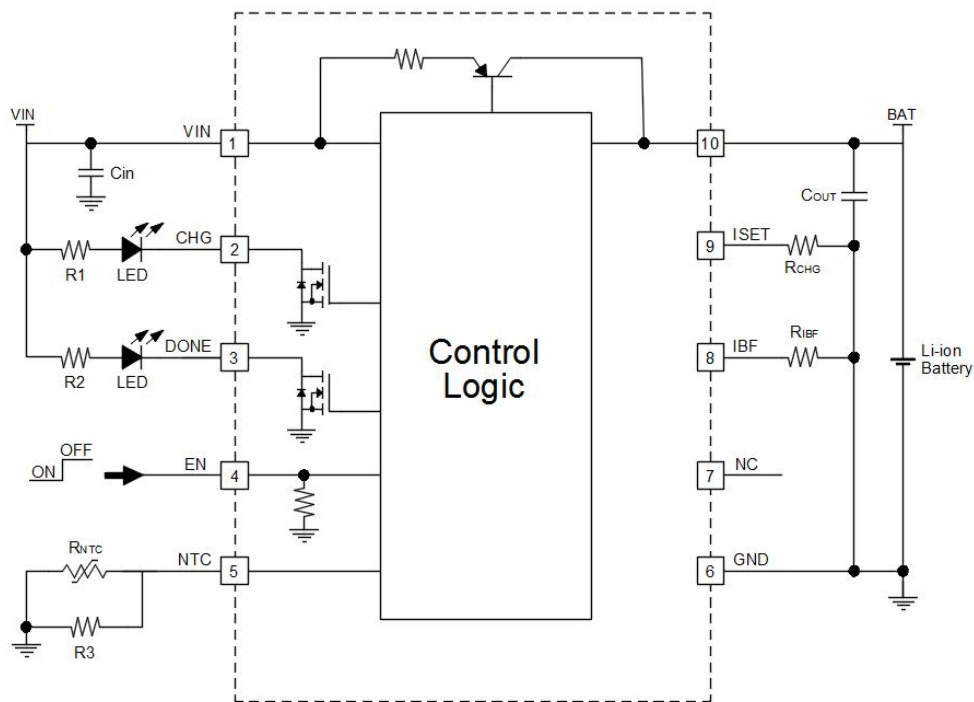 VIN
VIN
1
10
BAT
Cin
COUT
CHG
2
9
ISET
R1
LED
RCHG
DONE
3
8
IBF
RIBF
R2
LED
Control
Logic
Li-ion
Battery
OFF
ON
EN
4
7
NC
RNTC
NTC
5
6
GND
R3